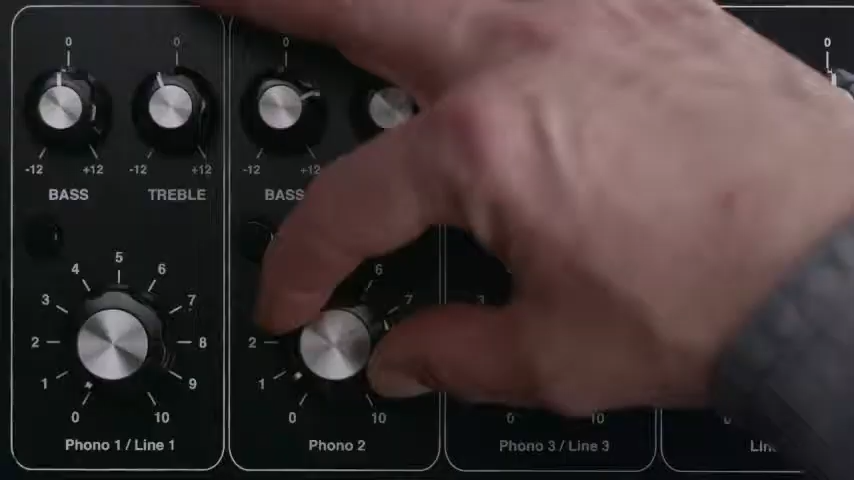 0 0 0 0
-12 +12 -12 +12 -12 +12
BASS TREBLE BASS
5
4 6 6
3 7 7 3
2 8 2
1 9 1
0 10 0 10 0 10 0
Phono 1 / Line 1 Phono 2 Phono 3 / Line 3